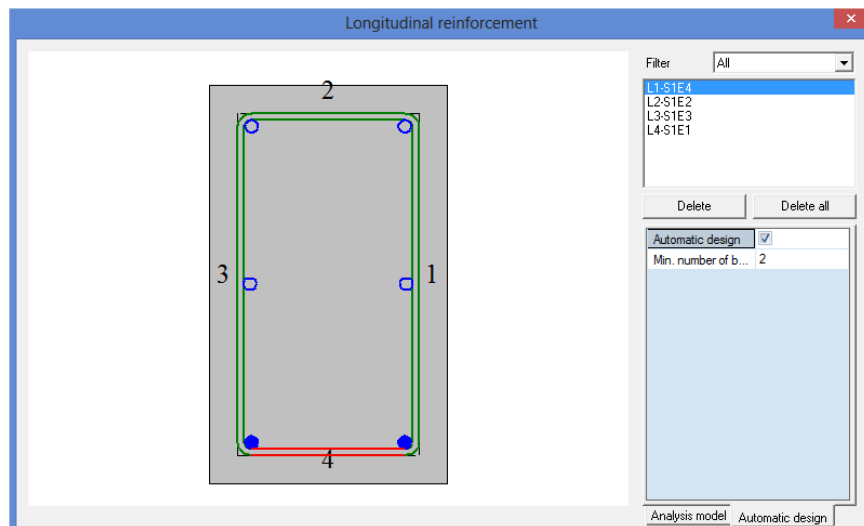 Longitudinal reinforcement
Filter All
L1-S1E4
L2-S1E2
L3-S1E3
L4-S1E1
Delete Delete all
Automatic design
Min. number of b... 2
Analysis model Automatic design
2
3 1
4